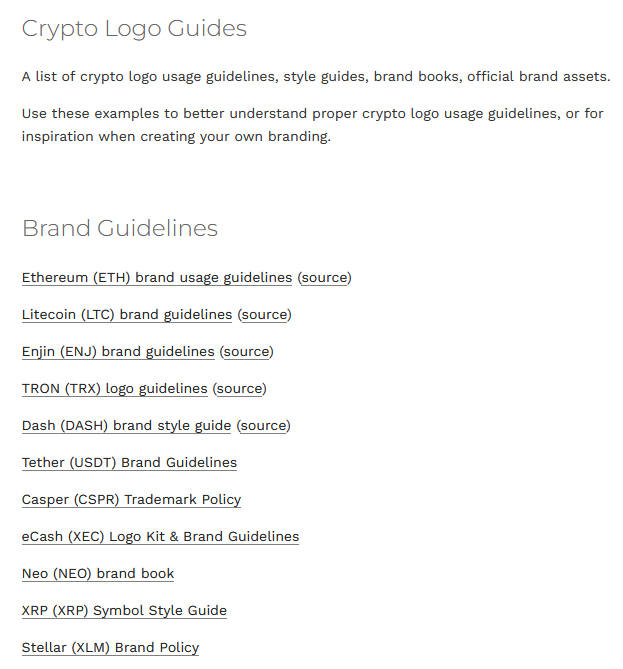 Crypto Logo Guides
A list of crypto logo usage guidelines, style guides, brand books, official brand assets.
Use these examples to better understand proper crypto logo usage guidelines, or for
inspiration when creating your own branding.
Brand Guidelines
Ethereum (ETH) brand usage guidelines (source)
Litecoin (LTC) brand guidelines (source)
Enjin (ENJ) brand guidelines (source)
TRON (TRX) logo guidelines (source)
Dash (DASH) brand style guide (source)
Tether (USDT) Brand Guidelines
Casper (CSPR) Trademark Policy
eCash (XEC) Logo Kit & Brand Guidelines
Neo (NEO) brand book
XRP (XRP) Symbol Style Guide
Stellar (XLM) Brand Policy